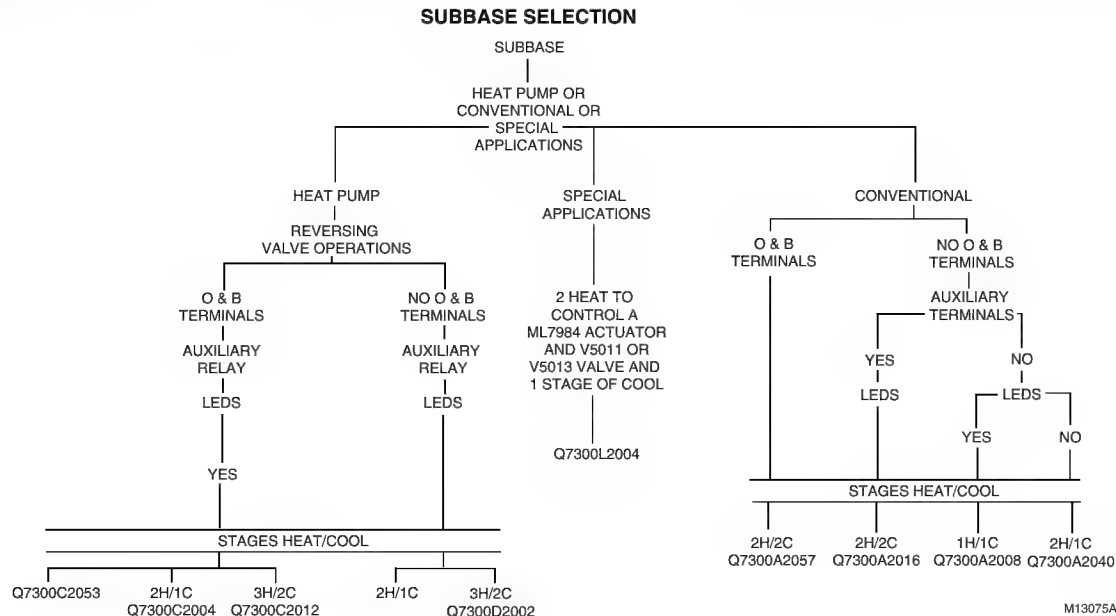 SUBBASE SELECTION
SUBBASE
HEAT PUMP OR
CONVENTIONAL OR
SPECIAL
APPLICATIONS
HEAT PUMP
REVERSING
VALVE OPERATIONS
O & B
TERMINALS
AUXILIARY
RELAY
LEDS
YES
NO O & B
TERMINALS
AUXILIARY
RELAY
LEDS
STAGES HEAT/COOL
Q7300C2053
2H/1C
Q7300C2004
3H/2C
Q7300C2012
2H/1C
3H/2C
Q7300D2002
SPECIAL
APPLICATIONS
2 HEAT TO
CONTROL A
ML7984 ACTUATOR
AND V5011 OR
V5013 VALVE AND
1 STAGE OF COOL
Q7300L2004
CONVENTIONAL
O & B
TERMINALS
NO O & B
TERMINALS
AUXILIARY
TERMINALS
YES
LEDS
NO
LEDS
YES
NO
STAGES HEAT/COOL
2H/2C
Q7300A2057
2H/2C
Q7300A2016
1H/1C
Q7300A2008
2H/1C
Q7300A2040
M13075A